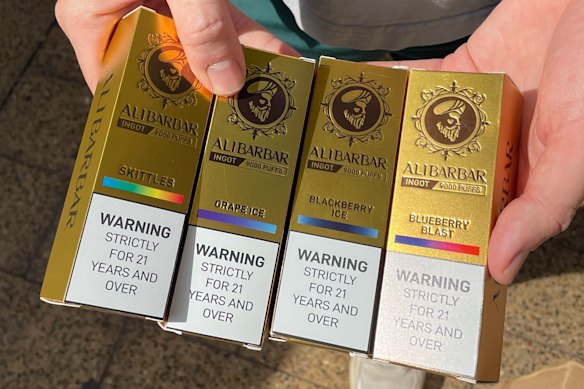 ALIBARBAR
ALIBARBAR
INGOT 9000 PUFFS
SKITTLES
WARNING
STRICTLY
FOR 21
YEARS AND
OVER
ALIBARBAR
INGOT 9000 PUFFS
GRAPE ICE
WARNING
STRICTLY
FOR 21
YEARS AND
OVER
ALIBARBAR
INGOT 9000 PUFFS
BLACKBERRY
ICE
WARNING
STRICTLY
FOR 21
YEARS AND
OVER
ALIBARBAR
INGOT 9000 PUFFS
BLUEBERRY
BLAST
WARNING
STRICTLY
FOR 21
YEARS AND
OVER